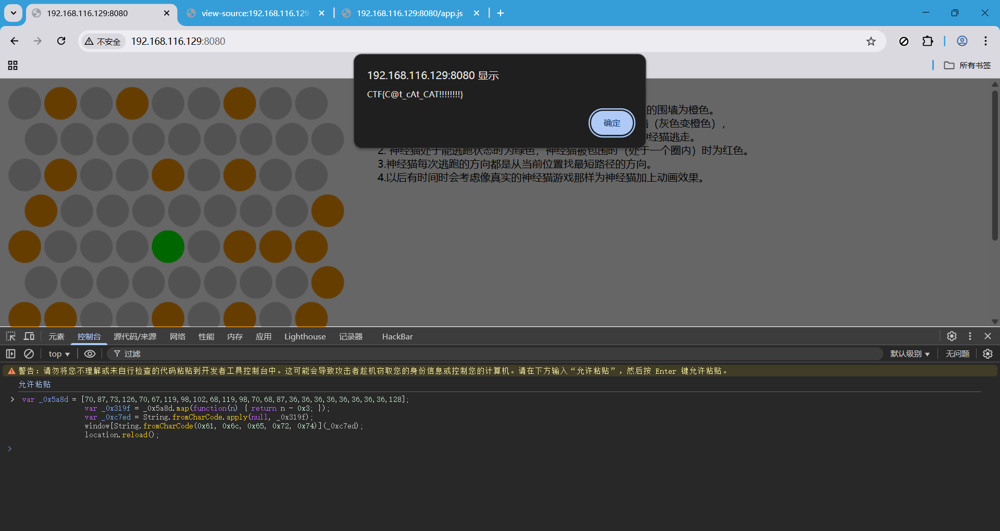 192.168.116.129:8080
view-source:192.168.116.129:
192.168.116.129:8080/app.js
不安全
192.168.116.129:8080
所有书签
192.168.116.129:8080 显示
CTF{C@t_cAt_CAT!!!!!!!!}
确定
的围墙为橙色。
（灰色变橙色），
经猫逃走。
2. 神经猫处于能逃跑状态时为绿色，神经猫被包围时（处于一个圈内）时为红色。
3.神经猫每次逃跑的方向都是从当前位置找最短路径的方向。
4.以后有时间时会考虑像真实的神经猫游戏那样为神经猫加上动画效果。
元素
控制台
源代码/来源
网络
性能
内存
应用
Lighthouse
记录器
HackBar
top
过滤
默认级别
无问题
警告：请勿将您不理解或未自行检查的代码粘贴到开发者工具控制台中。这可能会导致攻击者趁机窃取您的身份信息或控制您的计算机。请在下方输入“允许粘贴”，然后按 Enter 键允许粘贴。
允许粘贴
var _0x5a8d = [70,87,73,126,70,67,119,98,102,68,119,98,70,68,87,36,36,36,36,36,36,36,36,128];
var _0x319f = _0x5a8d.map(function(n) { return n - 0x3; });
var _0xc7ed = String.fromCharCode.apply(null, _0x319f);
window[String.fromCharCode(0x61, 0x6c, 0x65, 0x72, 0x74)](_0xc7ed);
location.reload();